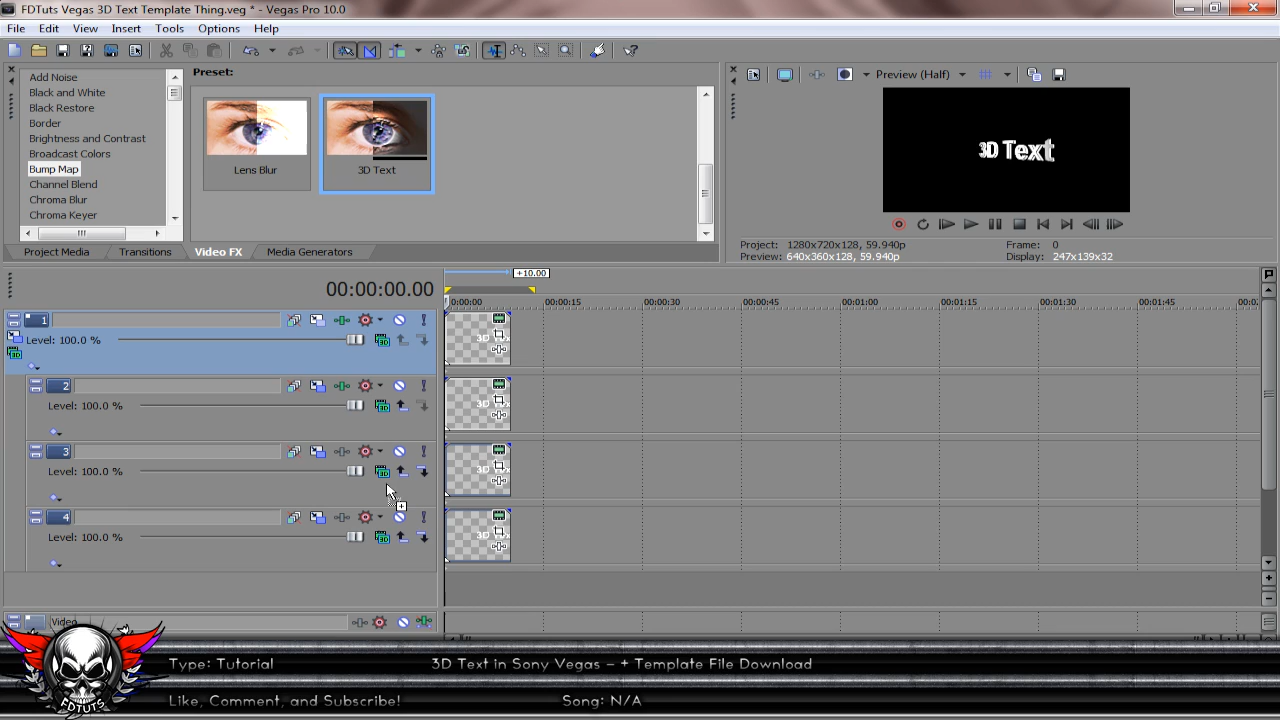 FDTuts Vegas 3D Text Template Thing.veg * - Vegas Pro 10.0
File Edit View Insert Tools Options Help
Add Noise
Black and White
Black Restore
Border
Brightness and Contrast
Broadcast Colors
Bump Map
Channel Blend
Chroma Blur
Chroma Keyer
Preset:
Lens Blur
3D Text
Project Media Transitions Video FX Media Generators
Preview (Half)
3D Text
Project: 1280x720x128, 59.940p
Preview: 640x360x128, 59.940p
Frame: 0
Display: 247x139x32
00:00:00.00
+10.00
0:00:00 00:00:15 00:00:30 00:00:45 00:01:00 00:01:15 00:01:30 00:01:45
1
Level: 100.0 %
2
Level: 100.0 %
3
Level: 100.0 %
4
Level: 100.0 %
Video
FDTUTS
Type: Tutorial
3D Text in Sony Vegas - + Template File Download
Like, Comment, and Subscribe!
Song: N/A